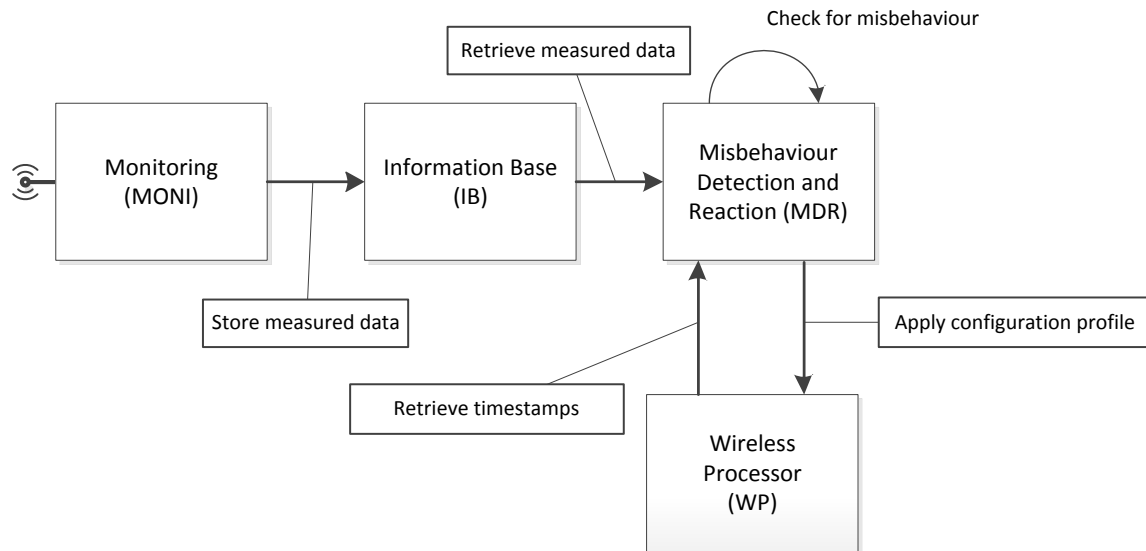 Check for misbehaviour
Retrieve measured data
Monitoring
(MONI)
Information Base
(IB)
Misbehaviour
Detection and
Reaction (MDR)
Store measured data
Apply configuration profile
Retrieve timestamps
Wireless
Processor
(WP)